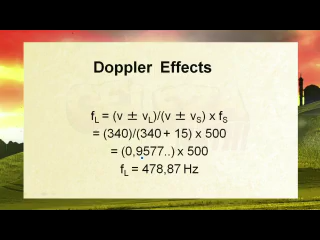 Doppler Effects
fL = (v ± vL)/(v ± vS) x fS
= (340)/(340 + 15) x 500
= (0,9577..) x 500
fL = 478,87 Hz